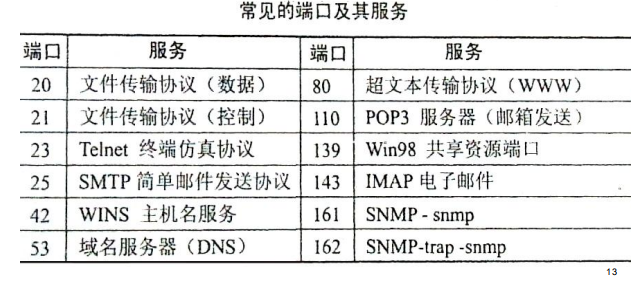 常见的端口及其服务
端口 服务 端口 服务
20 文件传输协议（数据） 80 超文本传输协议（WWW）
21 文件传输协议（控制） 110 POP3 服务器（邮箱发送）
23 Telnet 终端仿真协议 139 Win98 共享资源端口
25 SMTP 简单邮件发送协议 143 IMAP 电子邮件
42 WINS 主机名服务 161 SNMP - snmp
53 域名服务器（DNS） 162 SNMP-trap -snmp
13